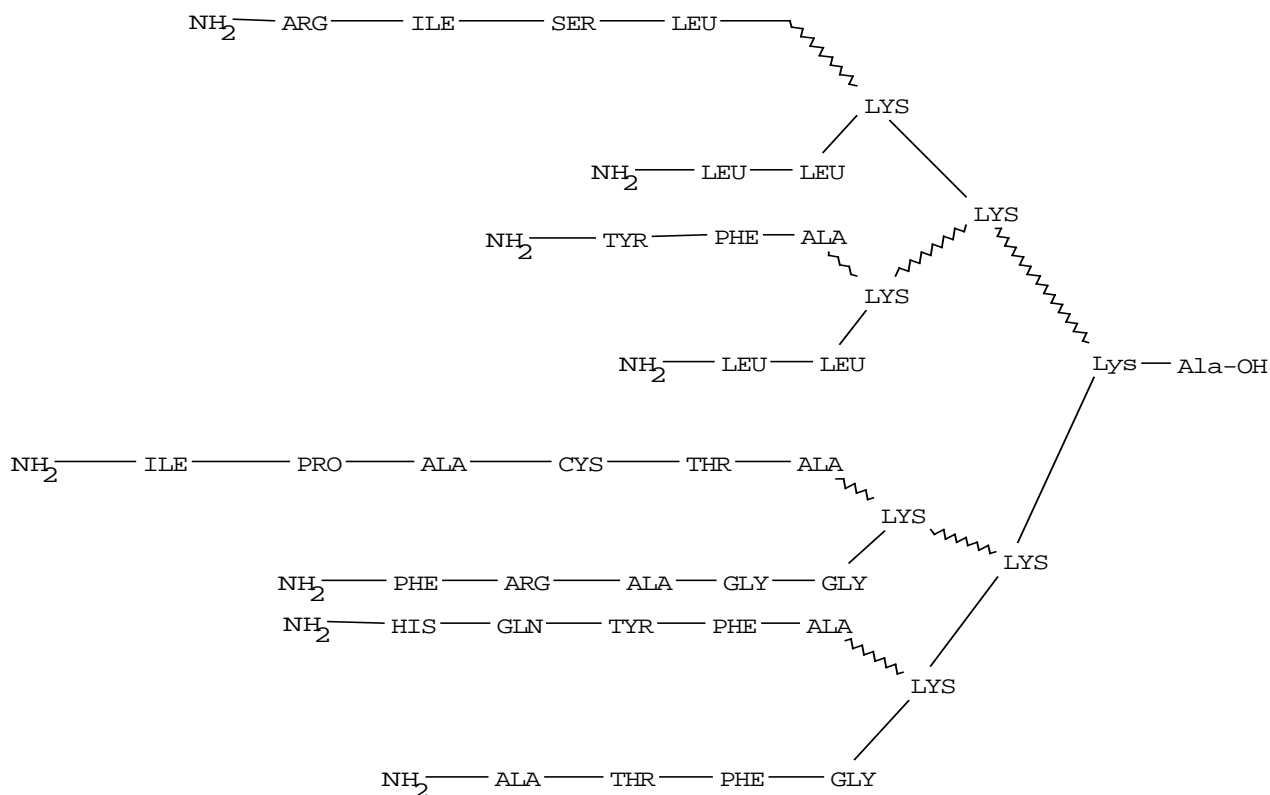 NH2 ARG ILE SER LEU
LYS
NH2 LEU LEU
LYS
NH2 TYR PHE ALA
LYS
NH2 LEU LEU
Lys Ala-OH
NH2 ILE PRO ALA CYS THR ALA
LYS
LYS
NH2 PHE ARG ALA GLY GLY
NH2 HIS GLN TYR PHE ALA
LYS
NH2 ALA THR PHE GLY